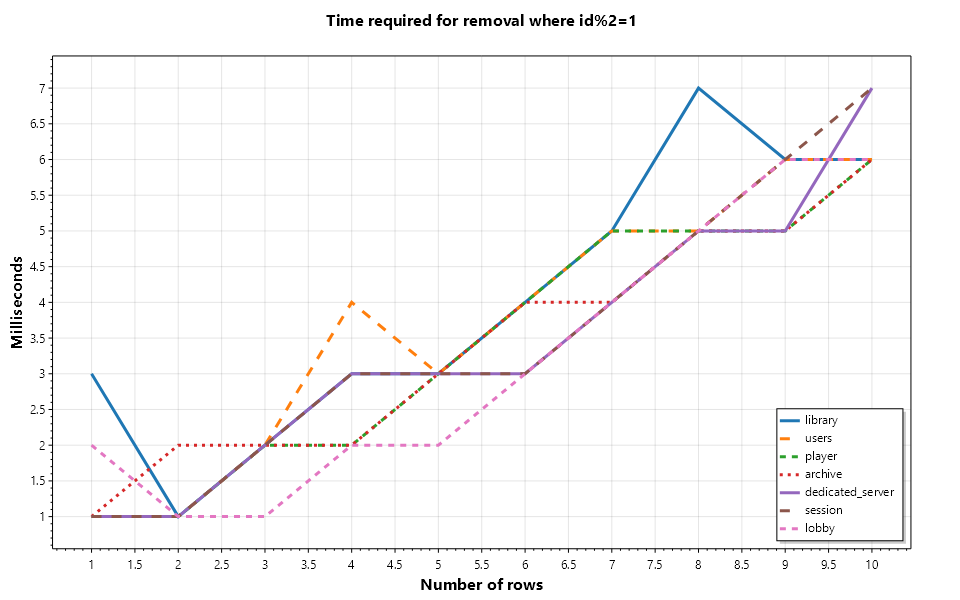 Time required for removal where id%2=1
Milliseconds
7
6.5
6
5.5
5
4.5
4
3.5
3
2.5
2
1.5
1
library
users
player
archive
dedicated_server
session
lobby
1 1.5 2 2.5 3 3.5 4 4.5 5 5.5 6 6.5 7 7.5 8 8.5 9 9.5 10
Number of rows